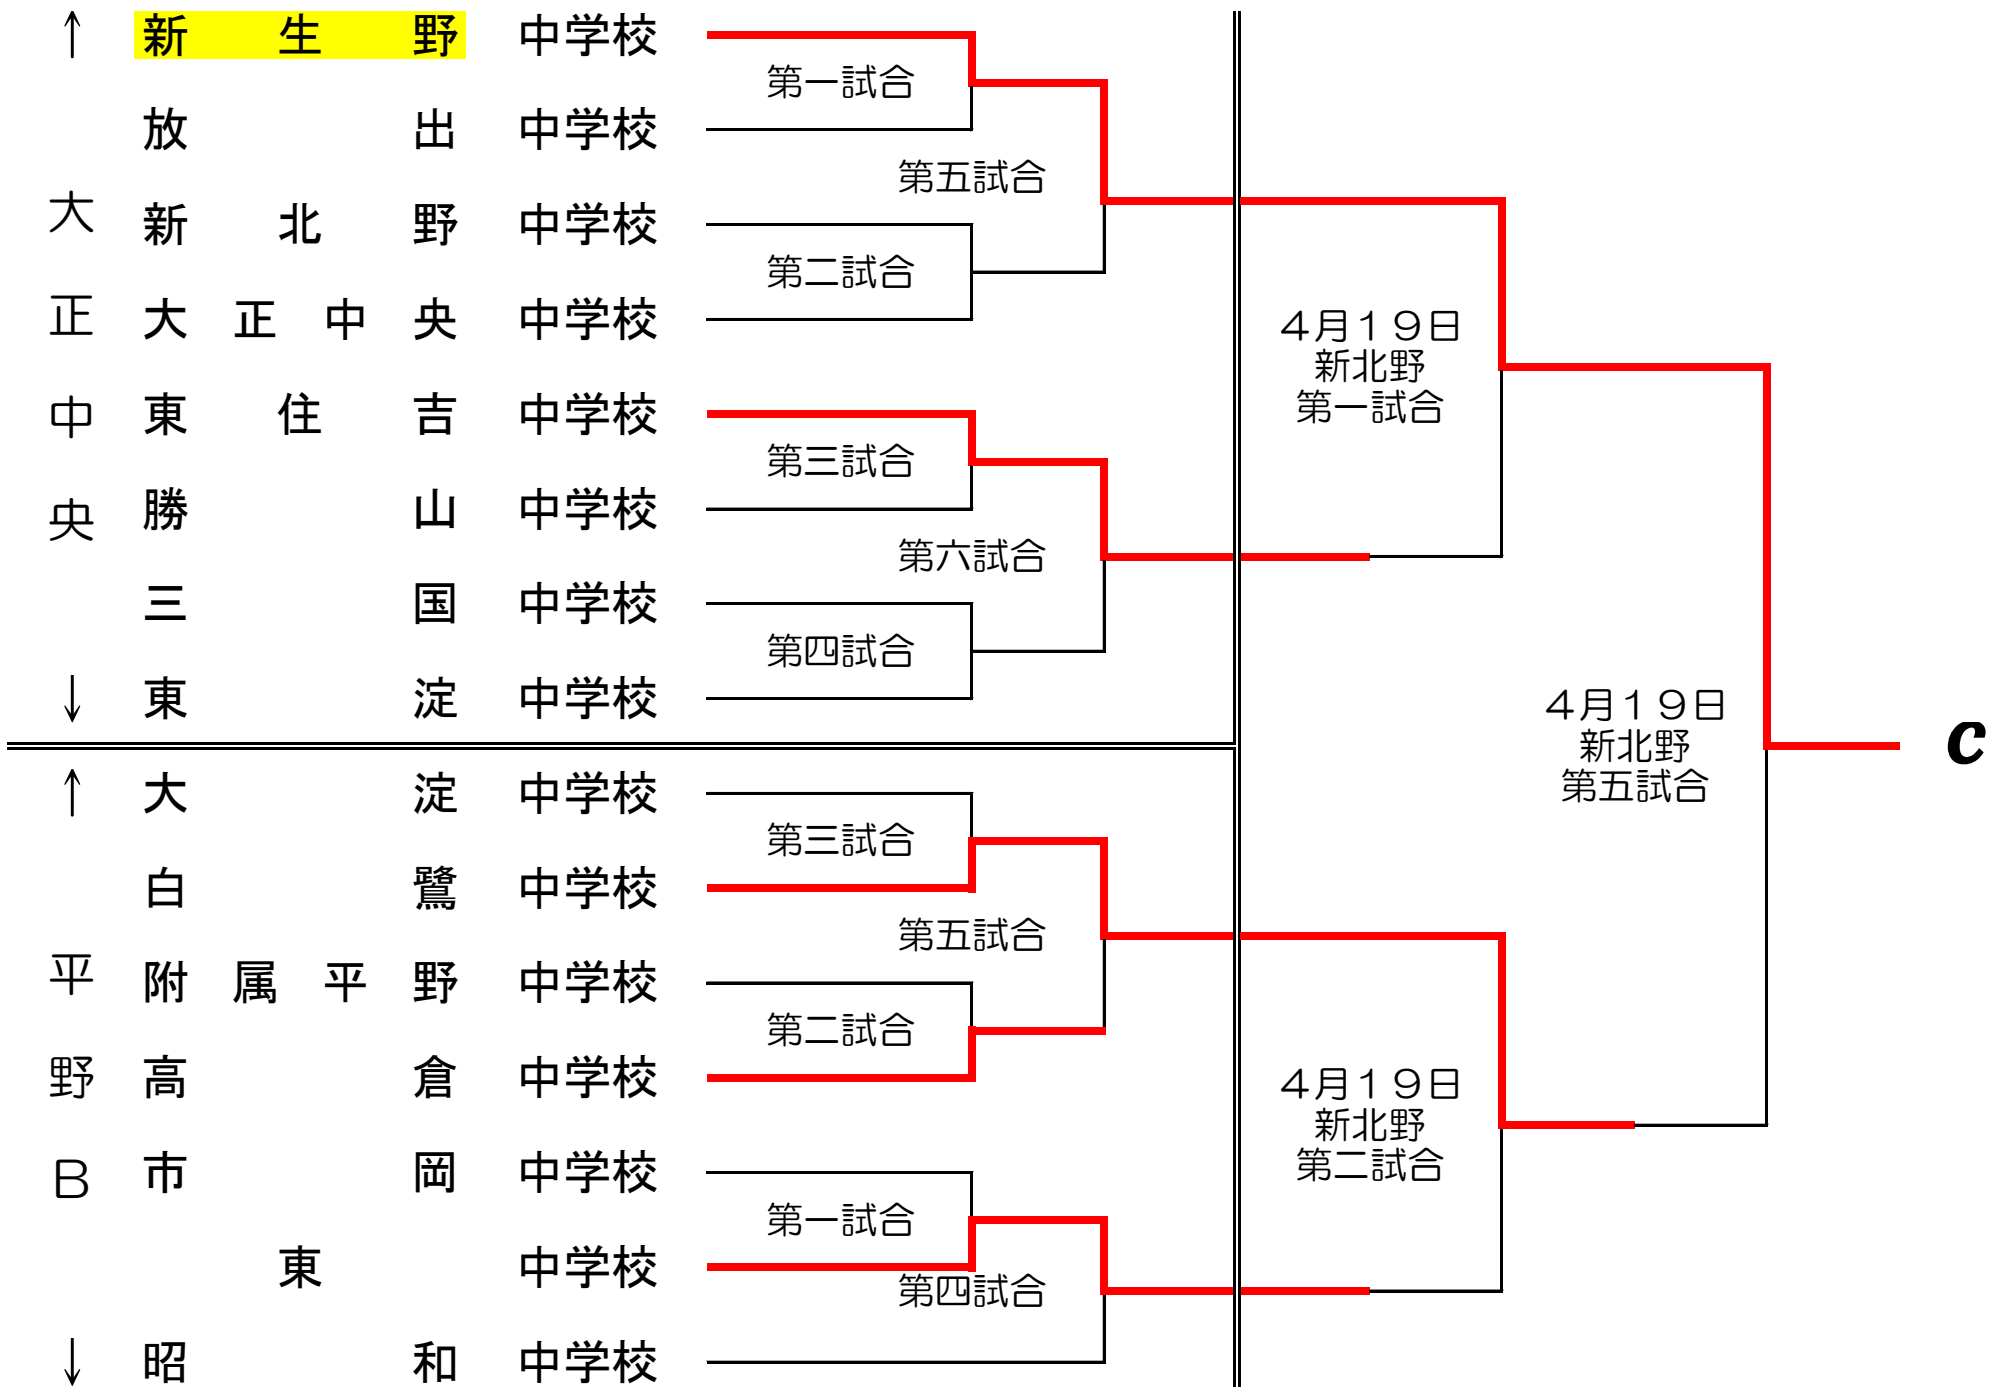 ↑ 新生野 中学校
第一試合
放出 中学校
第五試合
新北野 中学校
第二試合
大正中央 中学校
東住吉 中学校
第三試合
勝山 中学校
第六試合
三国 中学校
第四試合
↓ 東淀 中学校
大正中央
4月19日
新北野
第一試合
↑ 大淀 中学校
第三試合
白鷺 中学校
第五試合
附属平野 中学校
第二試合
高倉 中学校
市岡 中学校
第一試合
東 中学校
第四試合
↓ 昭和 中学校
平野B
4月19日
新北野
第二試合
4月19日
新北野
第五試合
C